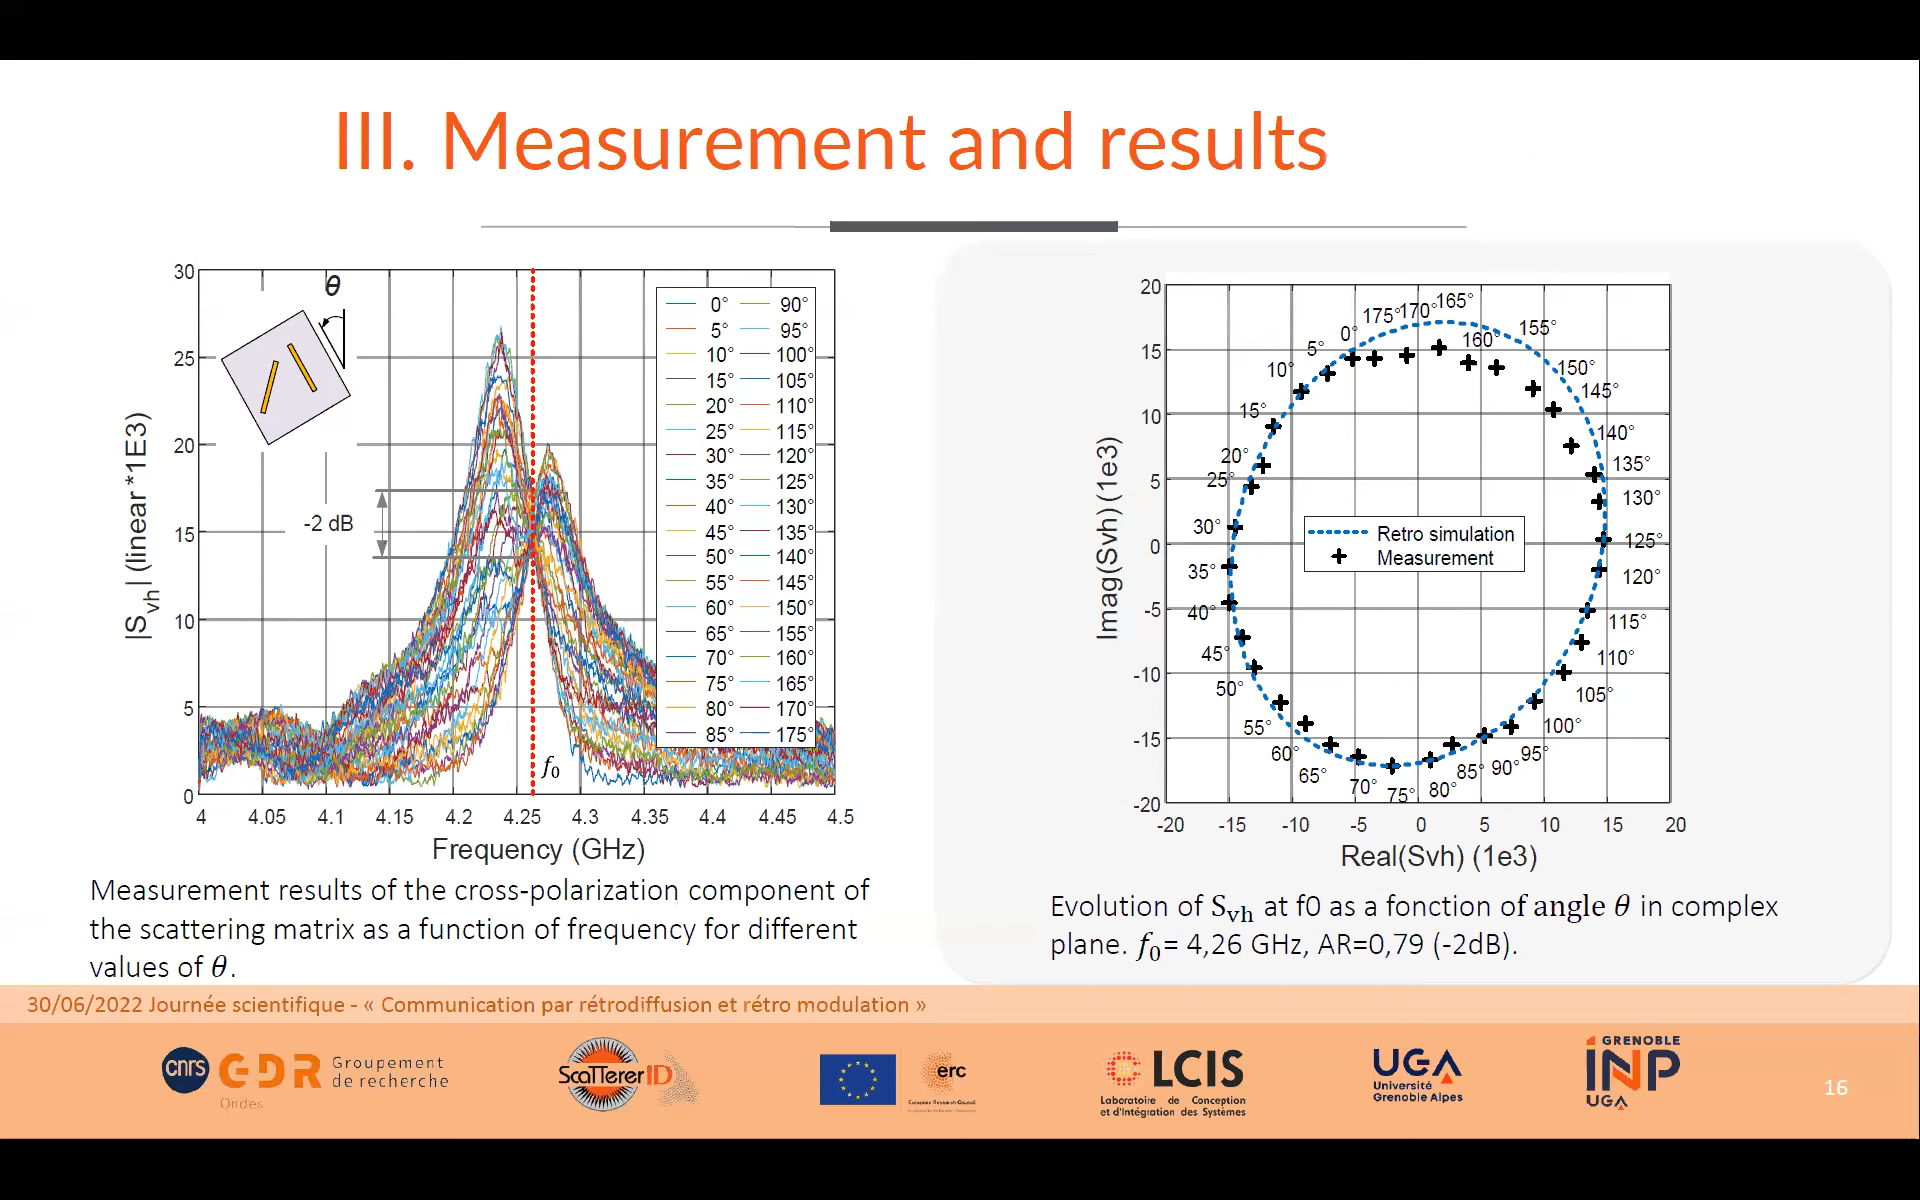 III. Measurement and results
θ
30
25
20
15
10
5
0
|Svh| (linear *1E3)
-2 dB
f0
0° 90°
5° 95°
10° 100°
15° 105°
20° 110°
25° 115°
30° 120°
35° 125°
40° 130°
45° 135°
50° 140°
55° 145°
60° 150°
65° 155°
70° 160°
75° 165°
80° 170°
85° 175°
4 4.05 4.1 4.15 4.2 4.25 4.3 4.35 4.4 4.45 4.5
Frequency (GHz)
Measurement results of the cross-polarization component of
the scattering matrix as a function of frequency for different
values of θ.
20
15
10
5
0
-5
-10
-15
-20
Imag(Svh) (1e3)
0°
5°
10°
15°
20°
25°
30°
35°
40°
45°
50°
55°
60°
65°
70°
75°
80°
85°
90°
95°
100°
105°
110°
115°
120°
125°
130°
135°
140°
145°
150°
155°
160°
165°
170°
175°
Retro simulation
Measurement
-20 -15 -10 -5 0 5 10 15 20
Real(Svh) (1e3)
Evolution of Svh at f0 as a fonction of angle θ in complex
plane. f0= 4,26 GHz, AR=0,79 (-2dB).
30/06/2022 Journée scientifique - « Communication par rétrodiffusion et rétro modulation »
cnrs GDR Groupement
de recherche
Ondes
ScaTTererID
erc
European Research Council
LCIS
Laboratoire de Conception
et d'Intégration des Systèmes
UGA
Université
Grenoble Alpes
GRENOBLE
INP
UGA
16